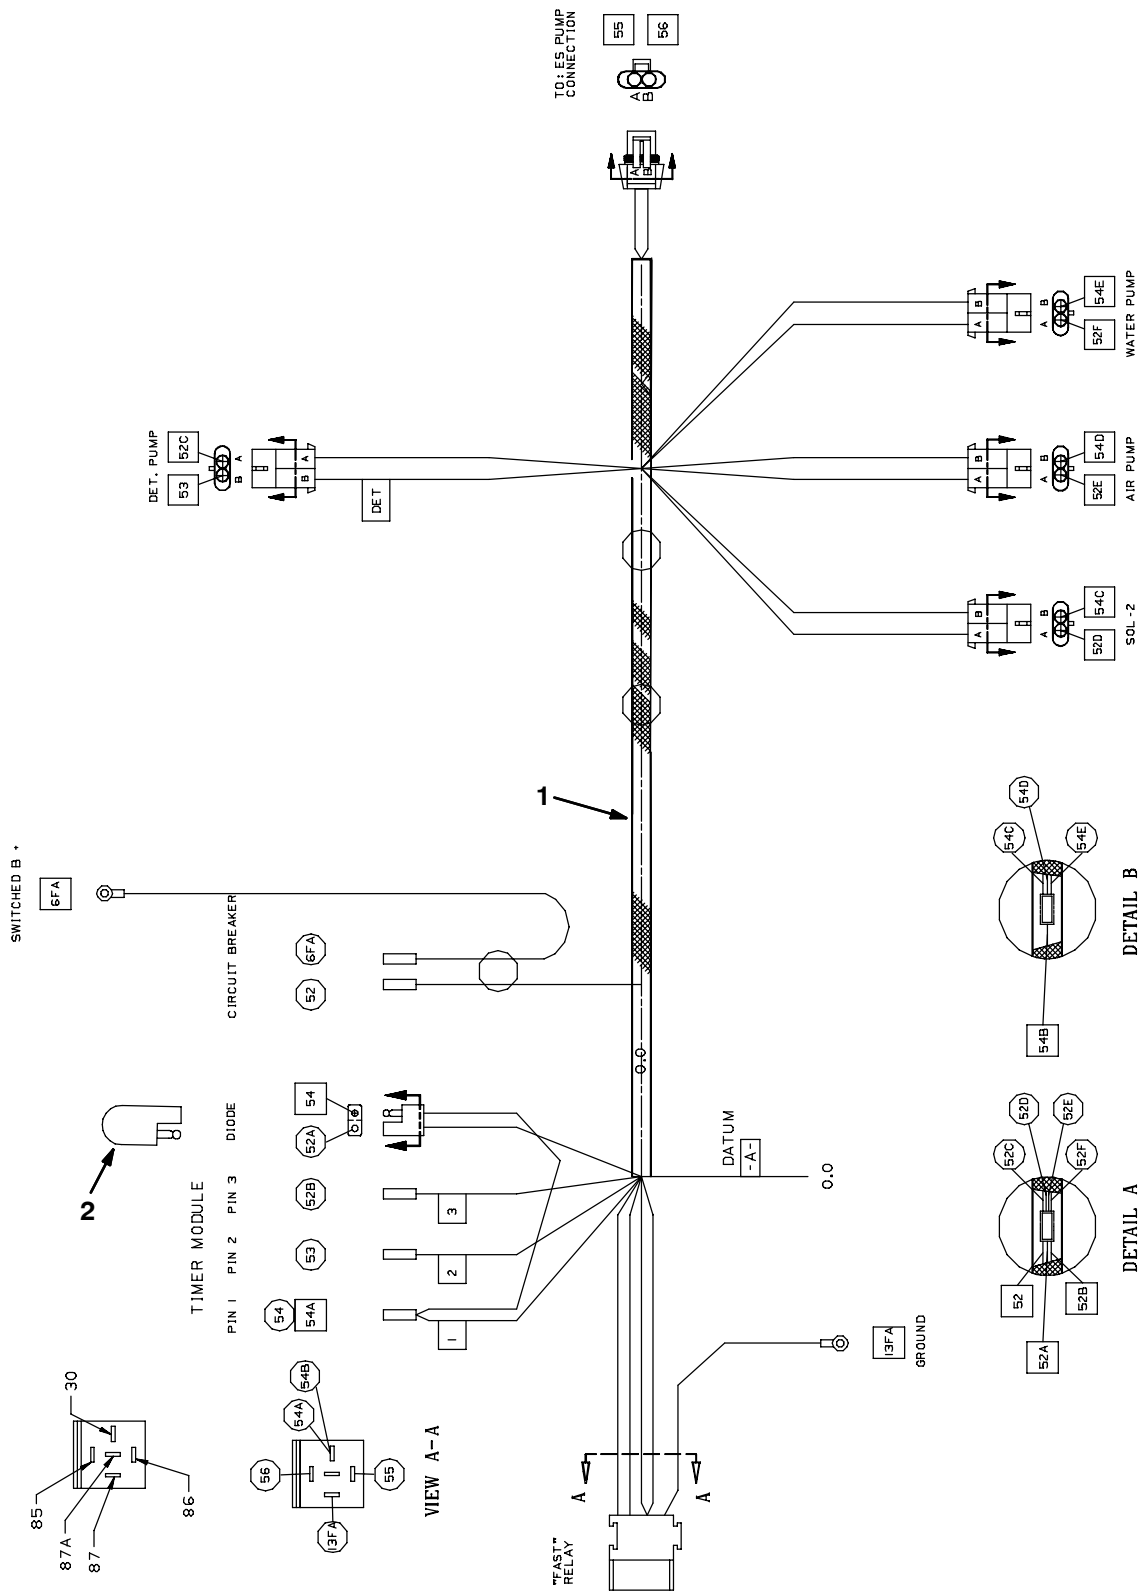 TO: ES PUMP
CONNECTION
55
56
A
B
A
B
DET. PUMP
52C
53
A
B
A
B
DET
B
A
B
A
54E
52F
WATER PUMP
B
A
B
A
54D
52E
AIR PUMP
B
A
B
A
54C
52D
SOL-2
SWITCHED B +
6FA
CIRCUIT BREAKER
6FA
52
1
0.0
2
TIMER MODULE
PIN 1 PIN 2 PIN 3 DIODE
54
54A
53
52B
52A
54
1
2
3
DATUM
-A-
0.0
30
85
87A
87
86
54B
54A
56
55
13FA
VIEW A-A
"FAST"
RELAY
A
A
13FA
GROUND
54D
54C
54E
54B
DETAIL B
52D
52C
52E
52F
52
52A
52B
DETAIL A